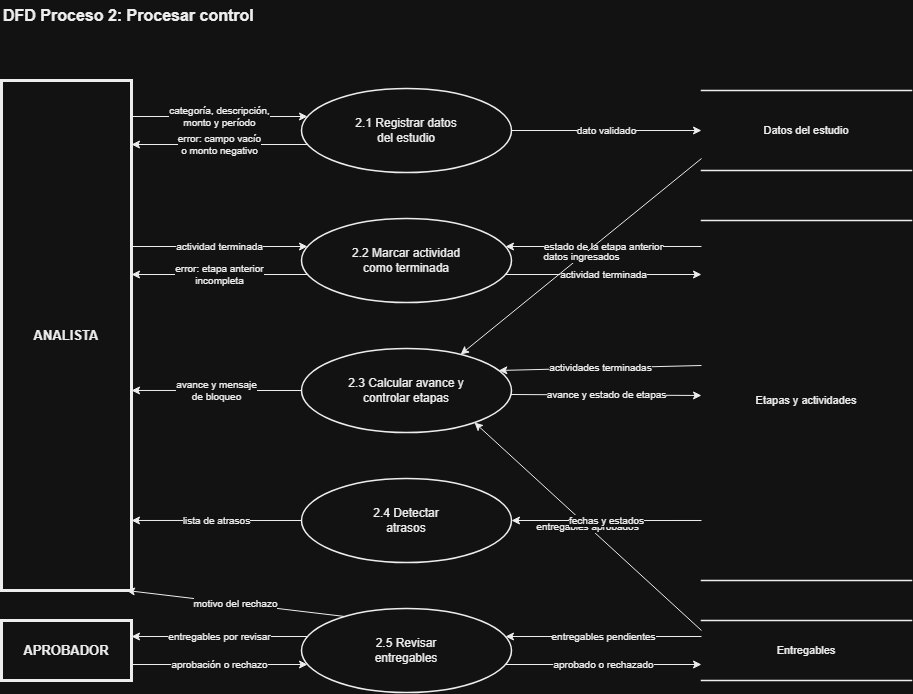 DFD Proceso 2: Procesar control
categoría, descripción,
monto y período
error: campo vacío
o monto negativo
2.1 Registrar datos
del estudio
dato validado
Datos del estudio
actividad terminada
error: etapa anterior
incompleta
2.2 Marcar actividad
como terminada
estado de la etapa anterior
datos ingresados
actividad terminada
ANALISTA
avance y mensaje
de bloqueo
2.3 Calcular avance y
controlar etapas
actividades terminadas
avance y estado de etapas
Etapas y actividades
lista de atrasos
2.4 Detectar
atrasos
fechas y estados
entregables aprobados
motivo del rechazo
APROBADOR
entregables por revisar
aprobación o rechazo
2.5 Revisar
entregables
entregables pendientes
aprobado o rechazado
Entregables